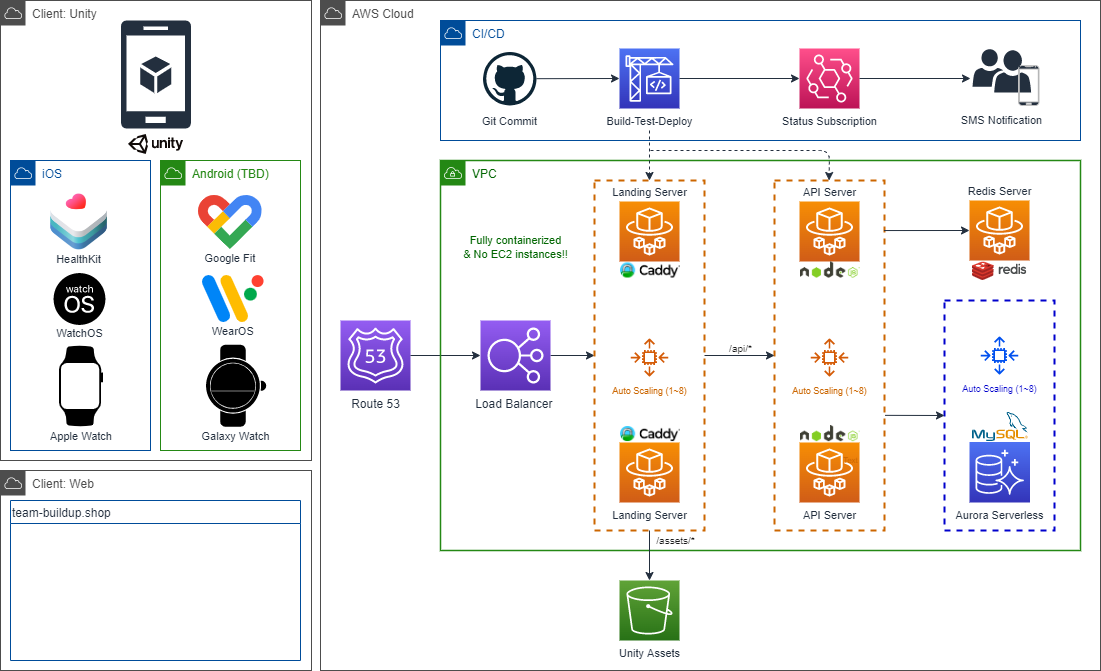 Client: Unity
unity
iOS
HealthKit
watch
OS
WatchOS
Apple Watch
Android (TBD)
Google Fit
WearOS
Galaxy Watch
Client: Web
team-buildup.shop
AWS Cloud
CI/CD
Git Commit
Build-Test-Deploy
Status Subscription
SMS Notification
VPC
Fully containerized
& No EC2 instances!!
53
Route 53
Load Balancer
Landing Server
Caddy
Auto Scaling (1~8)
Caddy
Landing Server
/api/*
API Server
node
JS
Auto Scaling (1~8)
node
JS
API Server
Redis Server
redis
Auto Scaling (1~8)
MySQL
Aurora Serverless
/assets/*
Unity Assets